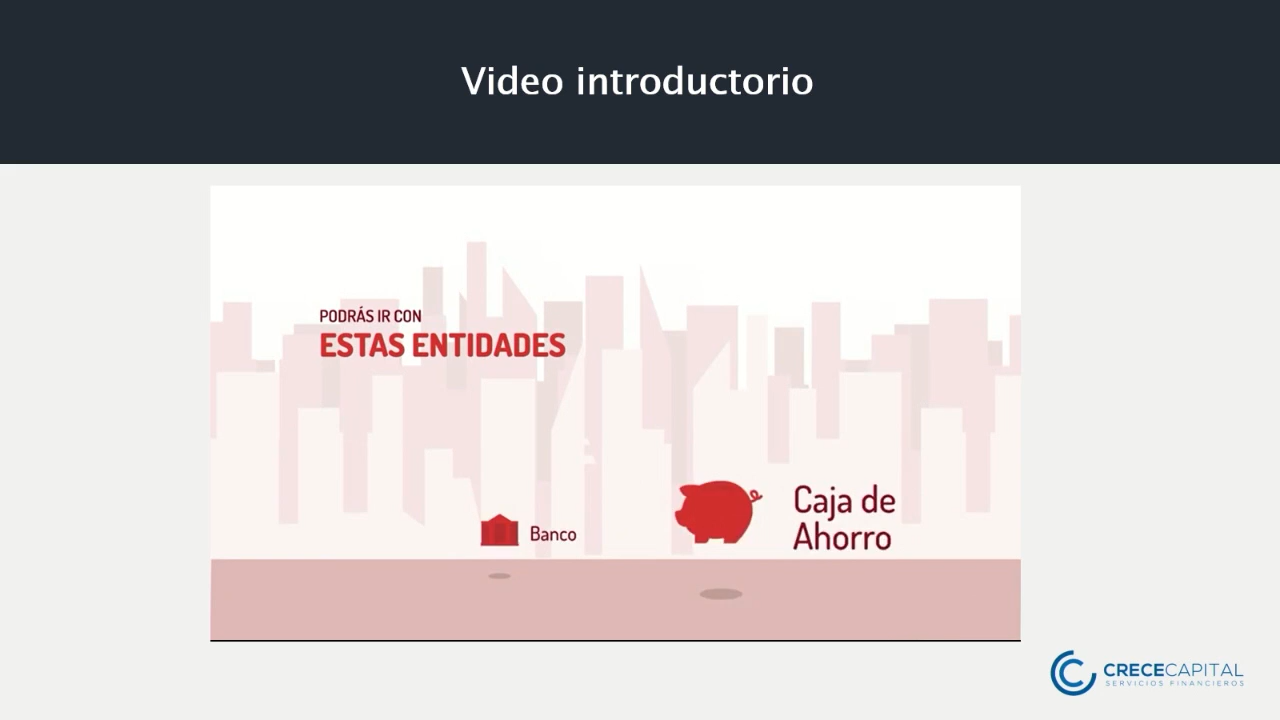 Video introductorio
PODRÁS IR CON
ESTAS ENTIDADES
Banco
Caja de
Ahorro
CRECECAPITAL
SERVICIOS FINANCIEROS